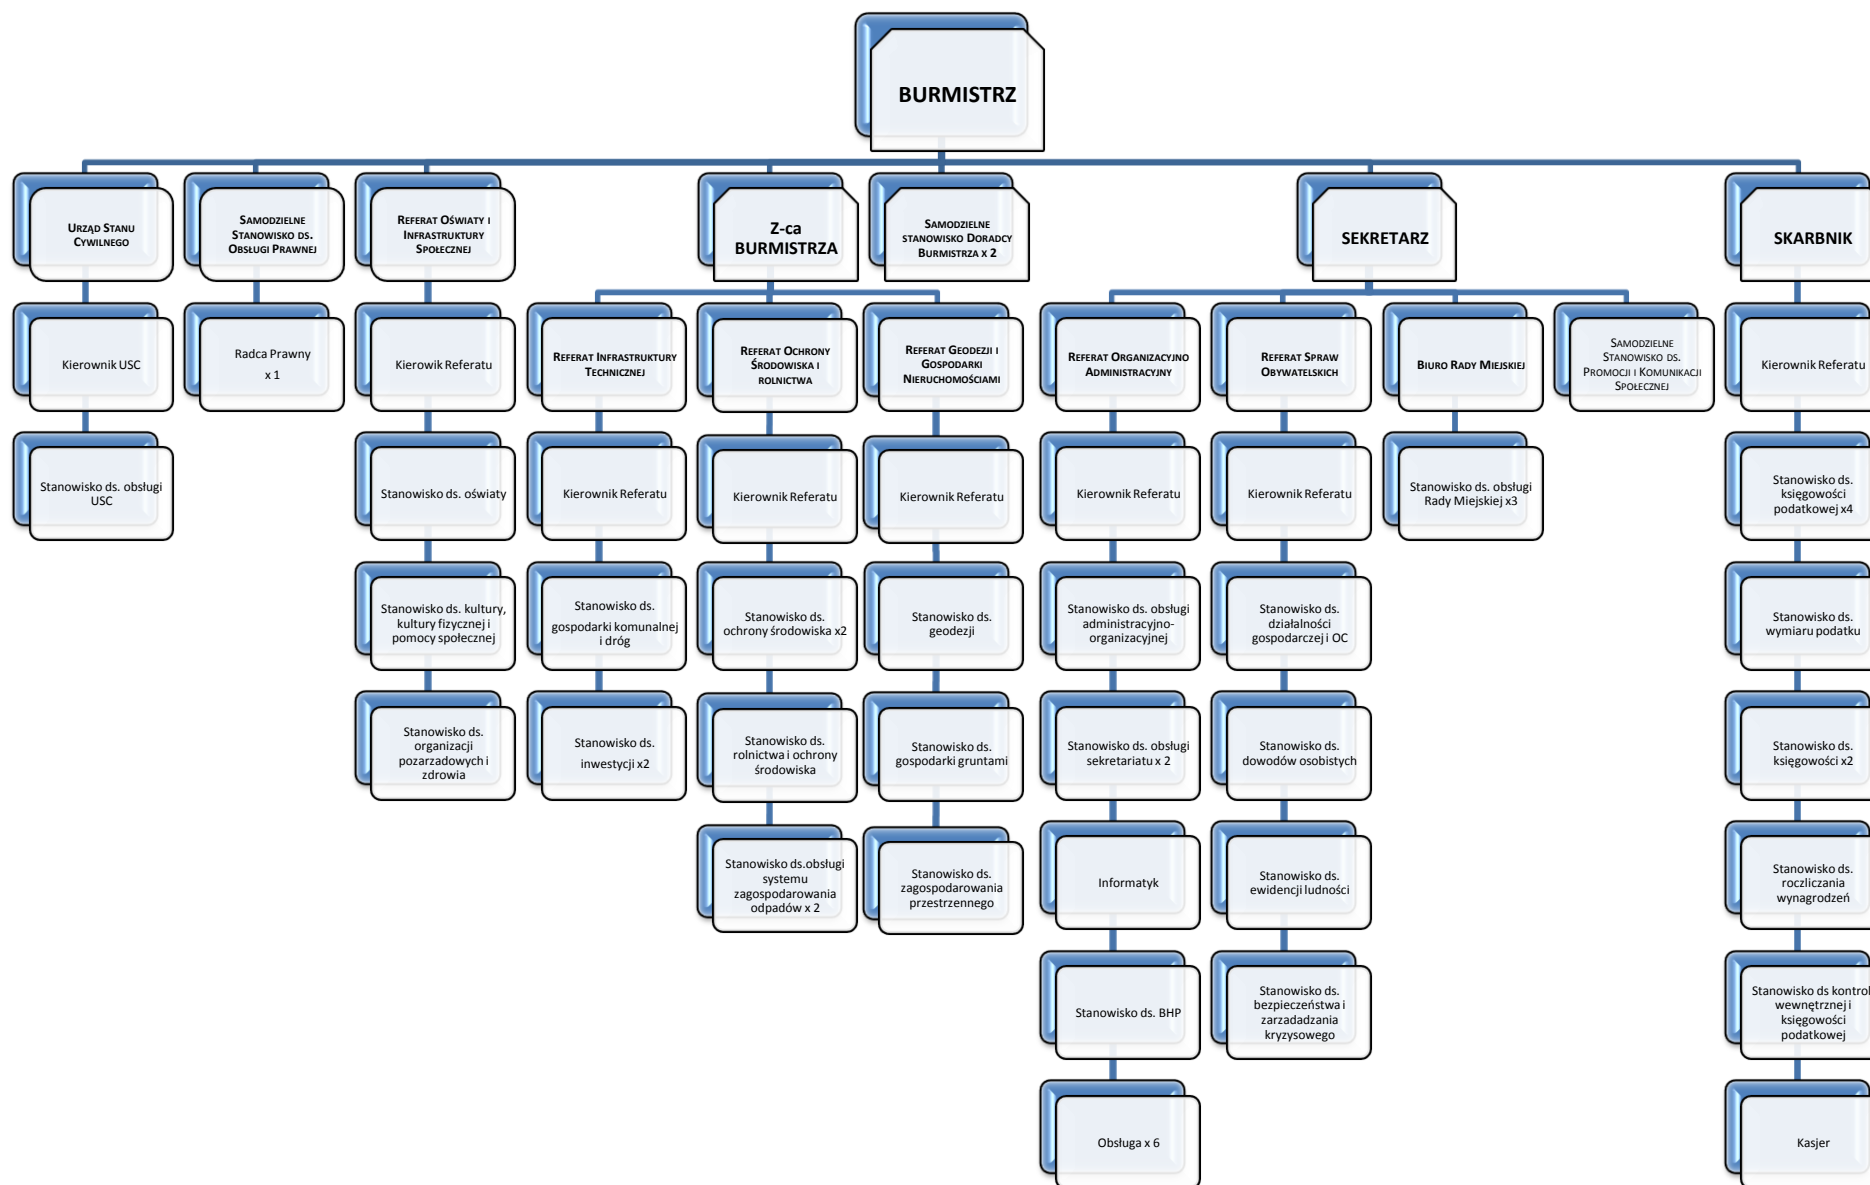 BURMISTRZ
URZĄD STANU
CYWILNEGO
SAMODZIELNE
STANOWISKO DS.
OBSŁUGI PRAWNEJ
REFERAT OŚWIATY I
INFRASTRUKTURY
SPOŁECZNEJ
Z-ca
BURMISTRZA
SAMODZIELNE
STANOWISKO DORADCY
BURMISTRZA X 2
SEKRETARZ
SKARBNIK
Kierownik USC
Radca Prawny
x 1
Kierowik Referatu
REFERAT INFRASTRUKTURY
TECHNICZNEJ
REFERAT OCHRONY
ŚRODOWISKA I
ROLNICTWA
REFERAT GEODEZJI I
GOSPODARKI
NIERUCHOMOŚCIAMI
REFERAT ORGANIZACYJNO
ADMINISTRACYJNY
REFERAT SPRAW
OBYWATELSKICH
BIURO RADY MIEJSKIEJ
SAMODZIELNE
STANOWISKO DS.
PROMOCJI I KOMUNIKACJI
SPOŁECZNEJ
Kierownik Referatu
Stanowisko ds. obsługi
USC
Stanowisko ds. oświaty
Kierownik Referatu
Kierownik Referatu
Kierownik Referatu
Kierownik Referatu
Kierownik Referatu
Stanowisko ds. obsługi
Rady Miejskiej x3
Stanowisko ds.
księgowości
podatkowej x4
Stanowisko ds. kultury,
kultury fizycznej i
pomocy społecznej
Stanowisko ds.
gospodarki komunalnej
i dróg
Stanowisko ds.
ochrony środowiska x2
Stanowisko ds.
geodezji
Stanowisko ds. obsługi
administracyjno-
organizacyjnej
Stanowisko ds.
działalności
gospodarczej i OC
Stanowisko ds.
wymiaru podatku
Stanowisko ds.
organizacji
pozarzadowych i
zdrowia
Stanowisko ds.
inwestycji x2
Stanowisko ds.
rolnictwa i ochrony
środowiska
Stanowisko ds.
gospodarki gruntami
Stanowisko ds. obsługi
sekretariatu x 2
Stanowisko ds.
dowodów osobistych
Stanowisko ds.
księgowości x2
Stanowisko ds.obsługi
systemu
zagospodarowania
odpadów x 2
Stanowisko ds.
zagospodarowania
przestrzennego
Informatyk
Stanowisko ds.
ewidencji ludności
Stanowisko ds.
roczliczania
wynagrodzeń
Stanowisko ds. BHP
Stanowisko ds.
bezpieczeństwa i
zarzadadzania
kryzysowego
Stanowisko ds kontrol
wewnętrznej i
księgowości
podatkowej
Obsługa x 6
Kasjer